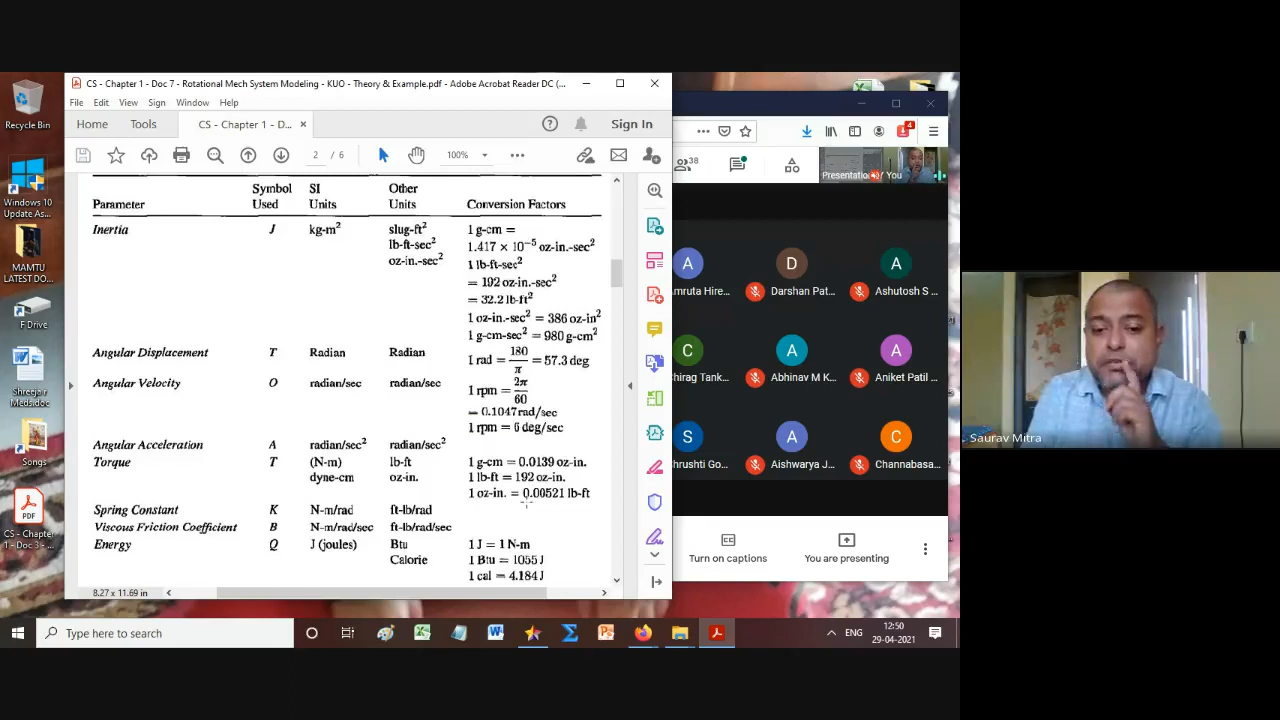 CS - Chapter 1 - Doc 7 - Rotational Mech System Modeling - KUO - Theory & Example.pdf - Adobe Acrobat Reader DC (...
File Edit View Sign Window Help
Home Tools CS - Chapter 1 - D... × Sign In
2 / 6 100%
Parameter Symbol Used SI Units Other Units Conversion Factors
Inertia J kg-m² slug-ft² 1 g-cm =
lb-ft-sec² 1.417 × 10⁻⁵ oz-in.-sec²
oz-in.-sec² 1 lb-ft-sec²
= 192 oz-in.-sec²
= 32.2 lb-ft²
1 oz-in.-sec² = 386 oz-in²
1 g-cm-sec² = 980 g-cm²
Angular Displacement T Radian Radian 1 rad = 180/π = 57.3 deg
Angular Velocity O radian/sec radian/sec 1 rpm = 2π/60
= 0.1047 rad/sec
1 rpm = 6 deg/sec
Angular Acceleration A radian/sec² radian/sec²
Torque T (N-m) lb-ft 1 g-cm = 0.0139 oz-in.
dyne-cm oz-in. 1 lb-ft = 192 oz-in.
1 oz-in. = 0.00521 lb-ft
Spring Constant K N-m/rad ft-lb/rad
Viscous Friction Coefficient B N-m/rad/sec ft-lb/rad/sec
Energy Q J (joules) Btu 1 J = 1 N-m
Calorie 1 Btu = 1055 J
1 cal = 4.184 J
8.27 x 11.69 in
Recycle Bin
Windows 10
Update As...
MAMTU
LATEST DO...
F Drive
Shreeja r
Meds.doc
Songs
PDF
CS - Chapter
1 - Doc 3 -...
4
38
Presentation You
A D A
mruta Hire... Darshan Pat... Ashutosh S ...
C A A
hirag Tank... Abhinav M K... Aniket Patil ...
S A C
hrushti Go... Aishwarya J... Channabasa...
Turn on captions You are presenting
Saurav Mitra
Type here to search
ENG
12:50
29-04-2021